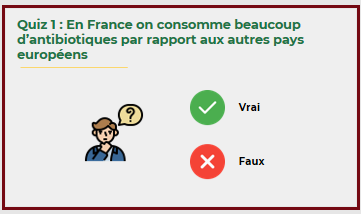 Quiz 1 : En France on consomme beaucoup
d'antibiotiques par rapport aux autres pays
européens
?
Vrai
Faux